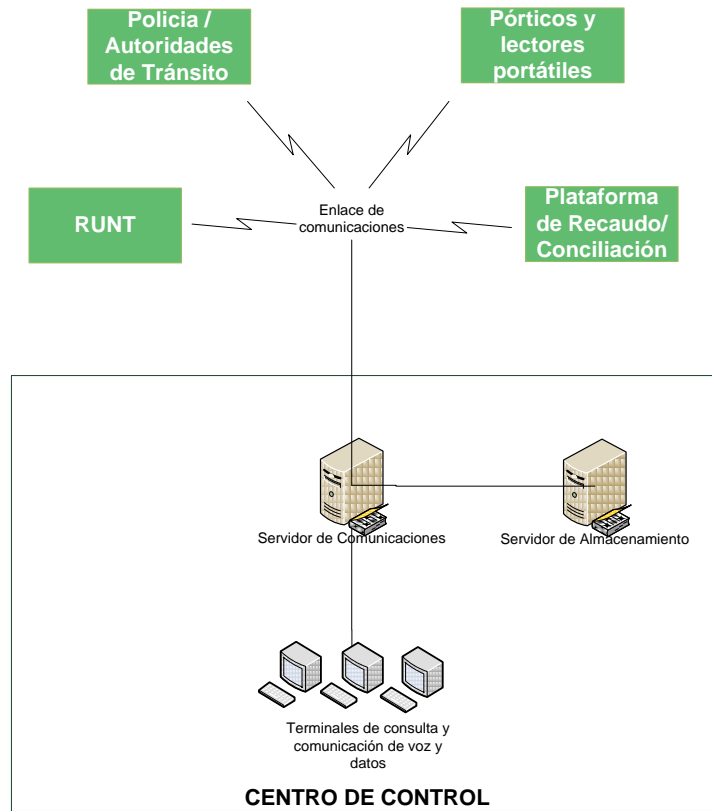 Policia /
Autoridades
de Tránsito
Pórticos y
lectores
portátiles
RUNT
Enlace de
comunicaciones
Plataforma
de Recaudo/
Conciliación
Servidor de Comunicaciones
Servidor de Almacenamiento
Terminales de consulta y
comunicación de voz y
datos
CENTRO DE CONTROL